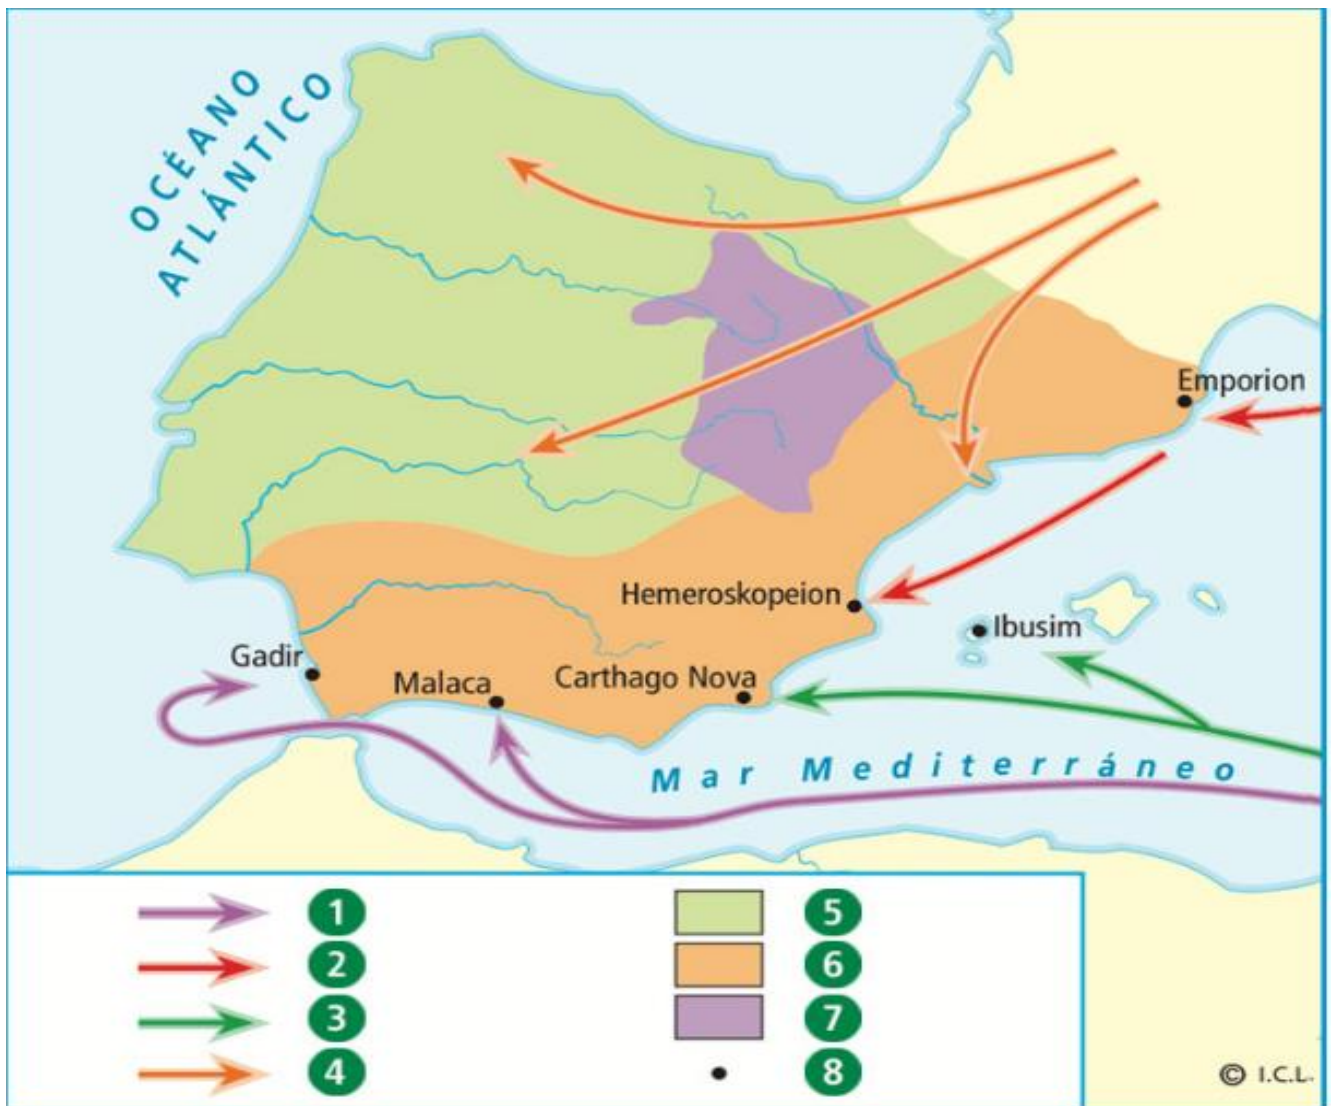 OCÉANO
ATLÁNTICO
Emporion
Hemeroskopeion
Ibusim
Gadir
Malaca
Carthago Nova
Mar Mediterráneo
1
5
2
6
3
7
4
8
© I.C.L.